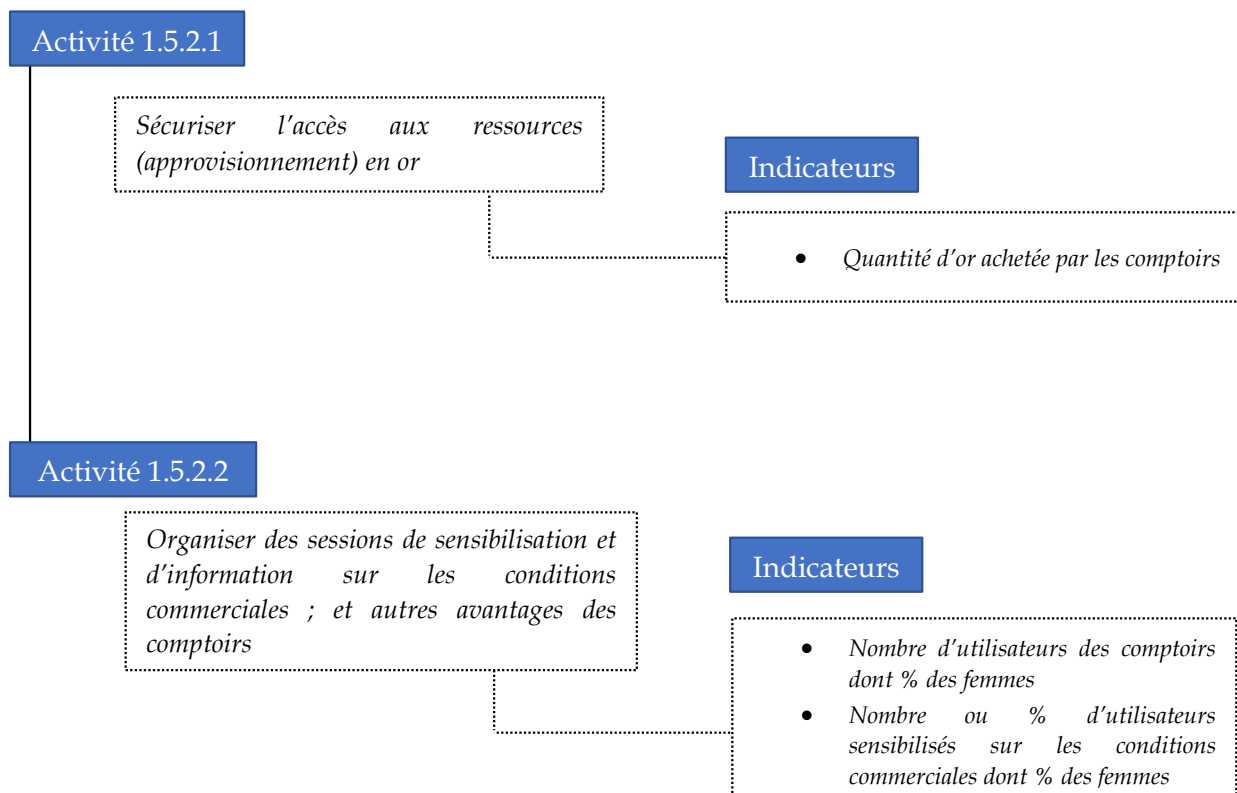 Activité 1.5.2.1
Sécuriser l’accès aux ressources
(approvisionnement) en or
Indicateurs
• Quantité d’or achetée par les comptoirs
Activité 1.5.2.2
Organiser des sessions de sensibilisation et
d’information sur les conditions
commerciales ; et autres avantages des
comptoirs
Indicateurs
• Nombre d’utilisateurs des comptoirs
dont % des femmes
• Nombre ou % d’utilisateurs
sensibilisés sur les conditions
commerciales dont % des femmes